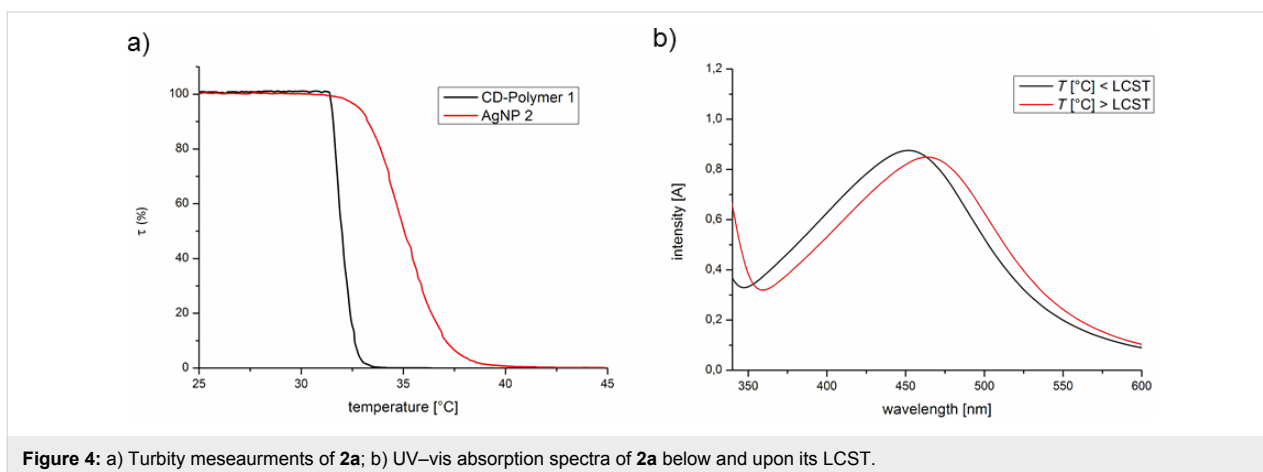 a)
100
80
60
40
20
0
τ (%)
25 30 35 40 45
temperature [°C]
CD-Polymer 1
AgNP 2
b)
1,2
1,0
0,8
0,6
0,4
0,2
0,0
intensity [A]
350 400 450 500 550 600
wavelength [nm]
T [°C] < LCST
T [°C] > LCST
Figure 4: a) Turbity meseaurments of 2a; b) UV–vis absorption spectra of 2a below and upon its LCST.